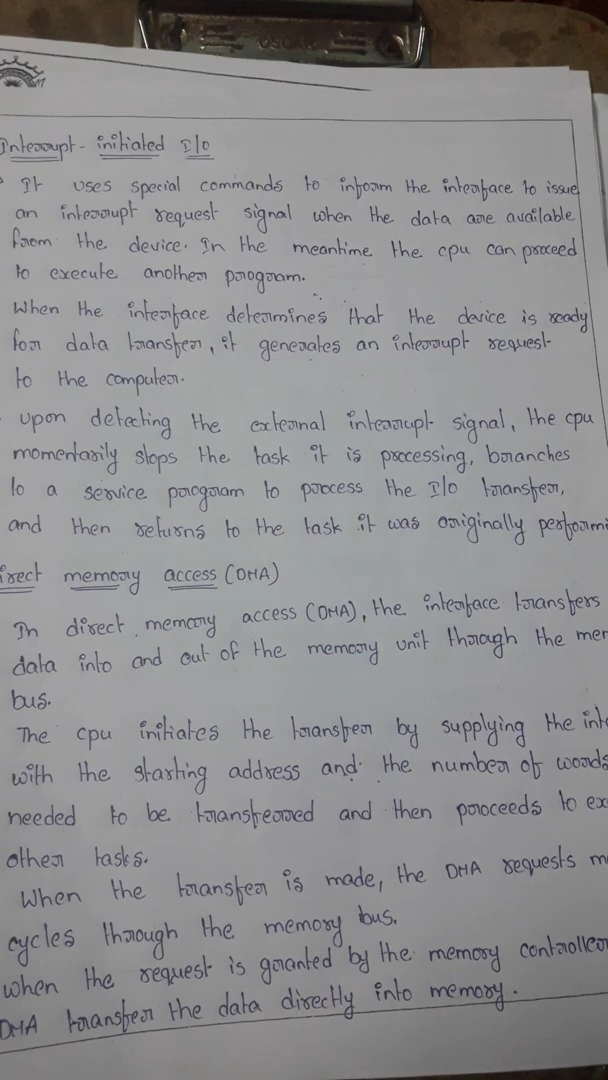 Interrupt-initiated I/O
It uses special commands to inform the interface to issue
an interrupt request signal when the data are available
from the device. In the meantime the cpu can proceed
to execute another program.
When the interface determines that the device is ready
for data transfer, it generates an interrupt request
to the computer.
upon detecting the external interrupt signal, the cpu
momentarily stops the task it is processing, branches
to a service program to process the I/O transfer,
and then returns to the task it was originally performi
irect memory access (DMA)
In direct memory access (DMA), the interface transfers
data into and out of the memory unit through the mem
bus.
The cpu initiates the transfer by supplying the inte
with the starting address and the number of words
needed to be transferred and then proceeds to exe
other tasks.
When the transfer is made, the DMA requests m
cycles through the memory bus.
when the request is granted by the memory controller
DMA transfer the data directly into memory.